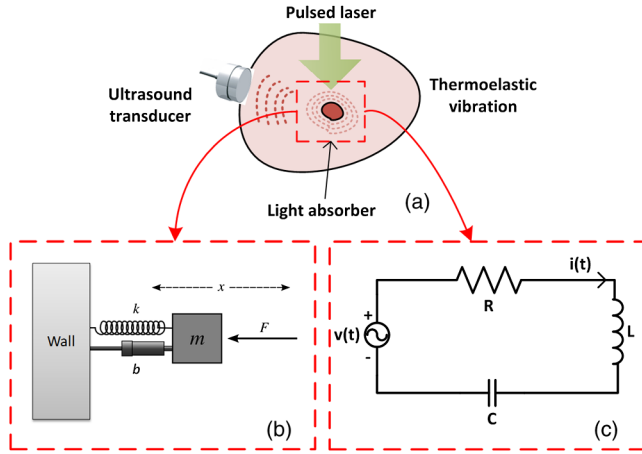 Pulsed laser
Ultrasound
transducer
Thermoelastic
vibration
Light absorber
(a)
x
k
Wall
m
F
b
(b)
i(t)
R
+
v(t)
-
L
C
(c)